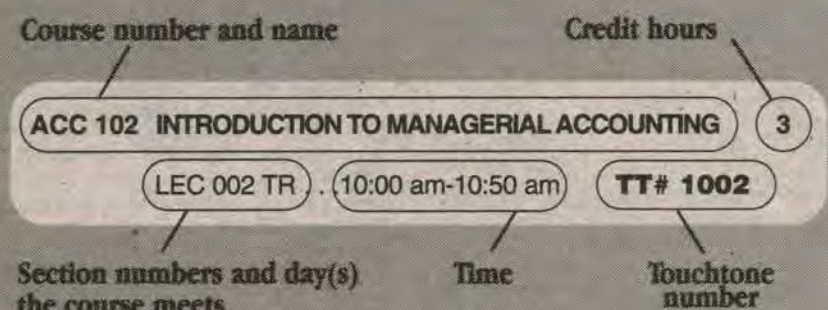 Course number and name Credit hours
ACC 102 INTRODUCTION TO MANAGERIAL ACCOUNTING 3
LEC 002 TR . (10:00 am-10:50 am) TT# 1002
Section numbers and day(s) Time Touchtone
the course meets number